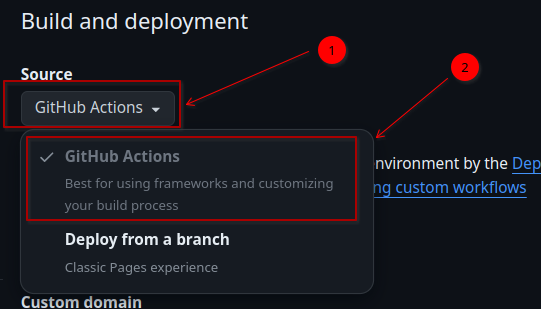 Build and deployment
1
2
Source
GitHub Actions
GitHub Actions
Best for using frameworks and customizing
your build process
nvironment by the Dep
ng custom workflows
Deploy from a branch
Classic Pages experience
Custom domain